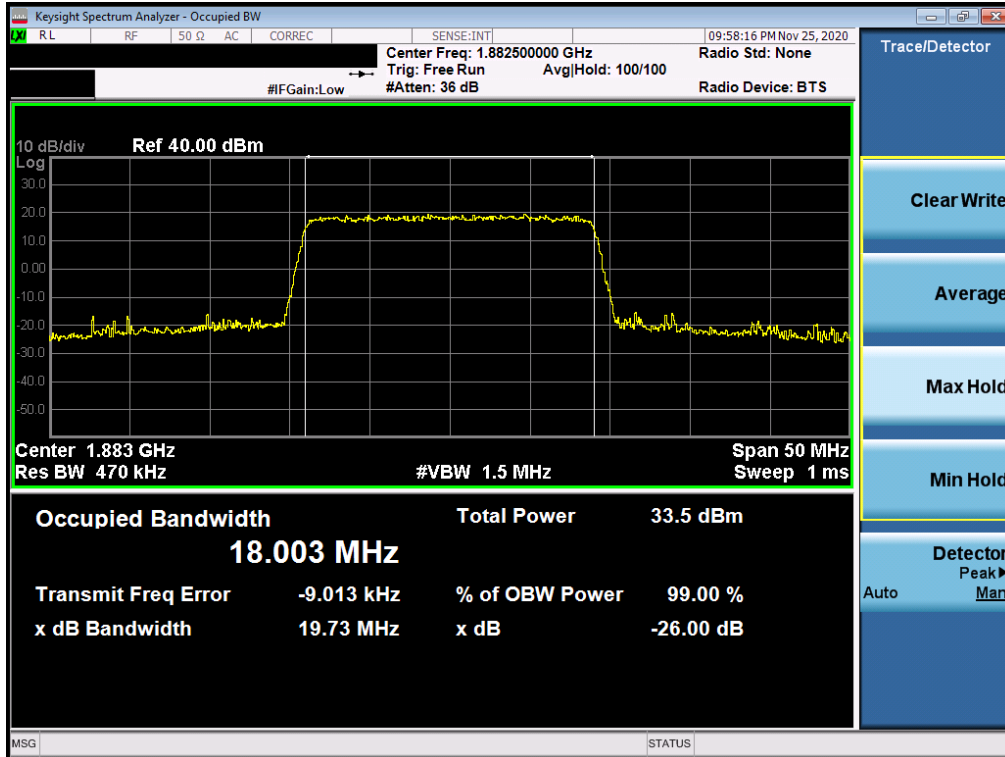 Keysight Spectrum Analyzer - Occupied BW
LXI RL RF 50 Ω AC CORREC SENSE:INT 09:58:16 PM Nov 25, 2020
Center Freq: 1.882500000 GHz Radio Std: None
Trig: Free Run Avg|Hold: 100/100
#IFGain:Low #Atten: 36 dB Radio Device: BTS
10 dB/div Ref 40.00 dBm
Log
30.0
20.0
10.0
0.00
-10.0
-20.0
-30.0
-40.0
-50.0
Center 1.883 GHz Span 50 MHz
Res BW 470 kHz #VBW 1.5 MHz Sweep 1 ms
Occupied Bandwidth Total Power 33.5 dBm
18.003 MHz
Transmit Freq Error -9.013 kHz % of OBW Power 99.00 %
x dB Bandwidth 19.73 MHz x dB -26.00 dB
MSG STATUS
Trace/Detector
Clear Write
Average
Max Hold
Min Hold
Detector
Peak▶
Auto Man